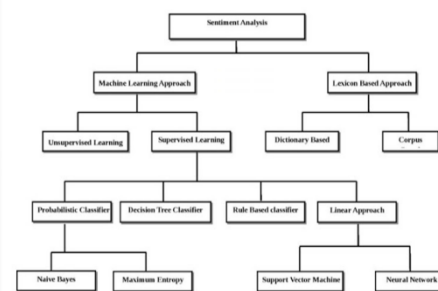 Sentiment Analysis
Machine Learning Approach
Lexicon Based Approach
Unsupervised Learning
Supervised Learning
Dictionary Based
Corpus
Probabilistic Classifier
Decision Tree Classifier
Rule Based classifier
Linear Approach
Naive Bayes
Maximum Entropy
Support Vector Machine
Neural Network